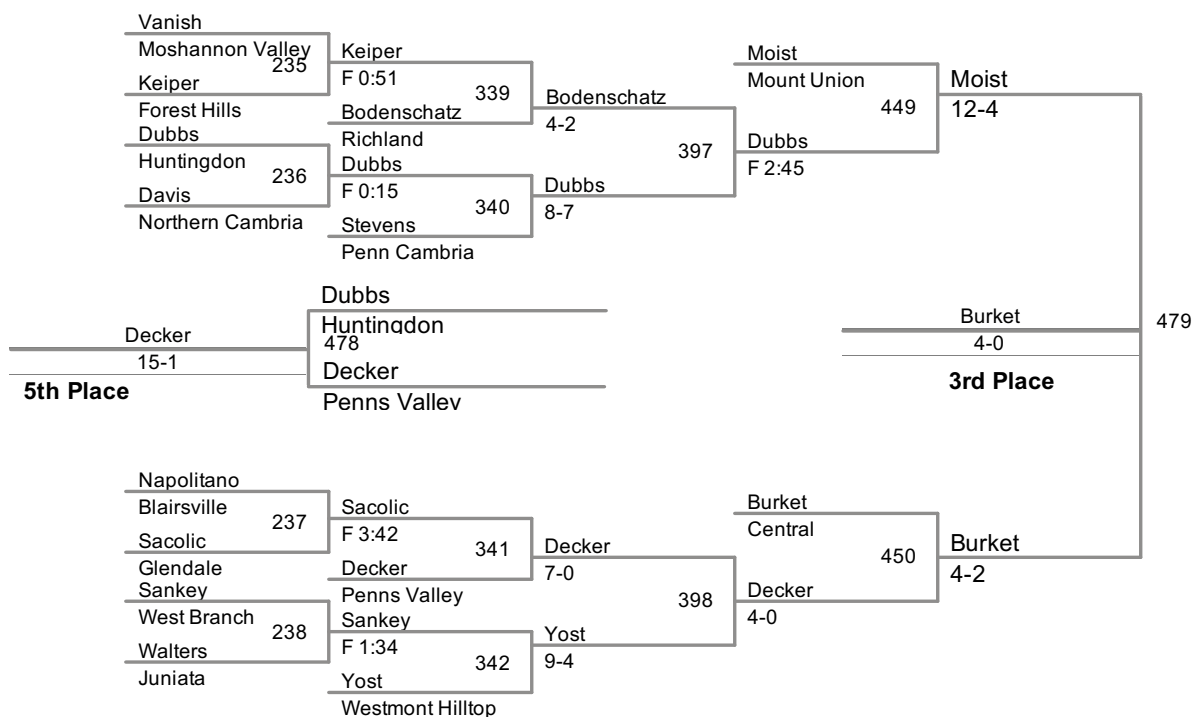 Vanish
Moshannon Valley
235
Keiper
Forest Hills
Dubbs
Huntingdon
236
Davis
Northern Cambria
Keiper
F 0:51
339
Bodenschatz
Richland
Dubbs
F 0:15
340
Stevens
Penn Cambria
Bodenschatz
4-2
397
Dubbs
8-7
Moist
Mount Union
449
Dubbs
F 2:45
Moist
12-4
Dubbs
Huntingdon
478
Decker
Penns Valley
Decker
15-1
5th Place
Burket
4-0
3rd Place
479
Napolitano
Blairsville
237
Sacolic
Glendale
Sankey
West Branch
238
Walters
Juniata
Sacolic
F 3:42
341
Decker
Penns Valley
Sankey
F 1:34
342
Yost
Westmont Hilltop
Decker
7-0
398
Yost
9-4
Burket
Central
450
Decker
4-0
Burket
4-2